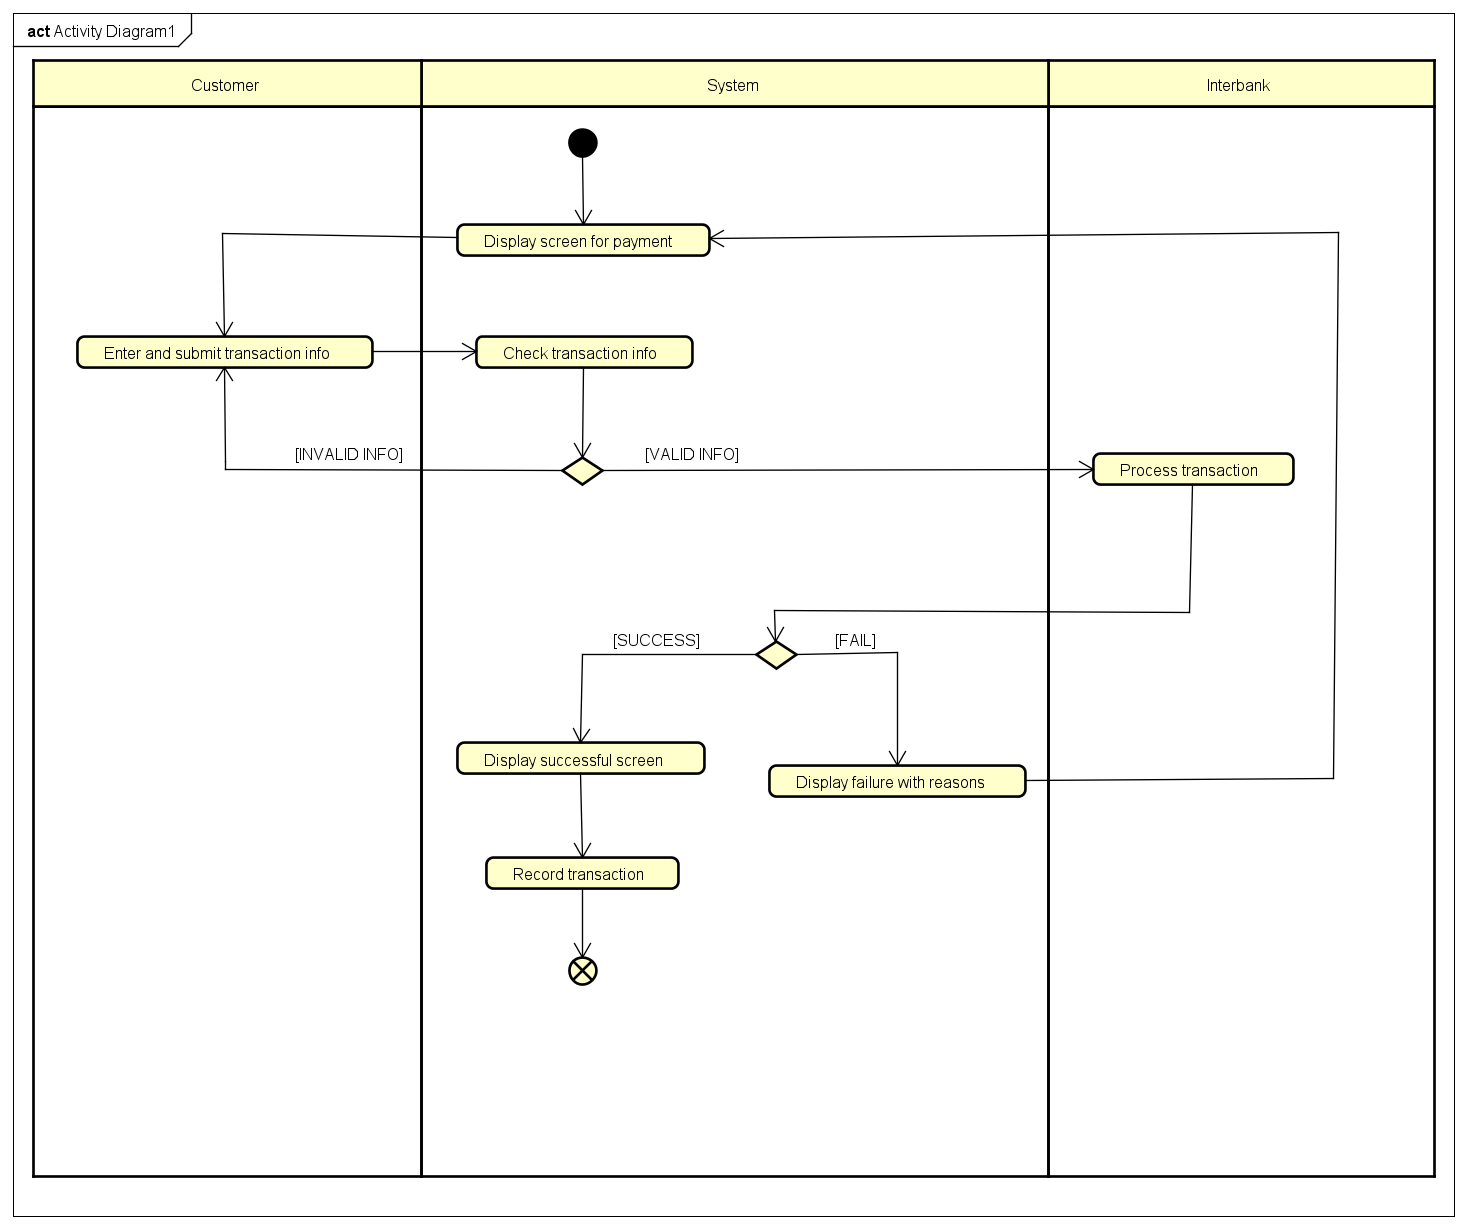 act Activity Diagram1
Customer
System
Interbank
Display screen for payment
Enter and submit transaction info
Check transaction info
[INVALID INFO]
[VALID INFO]
Process transaction
[SUCCESS]
[FAIL]
Display successful screen
Display failure with reasons
Record transaction